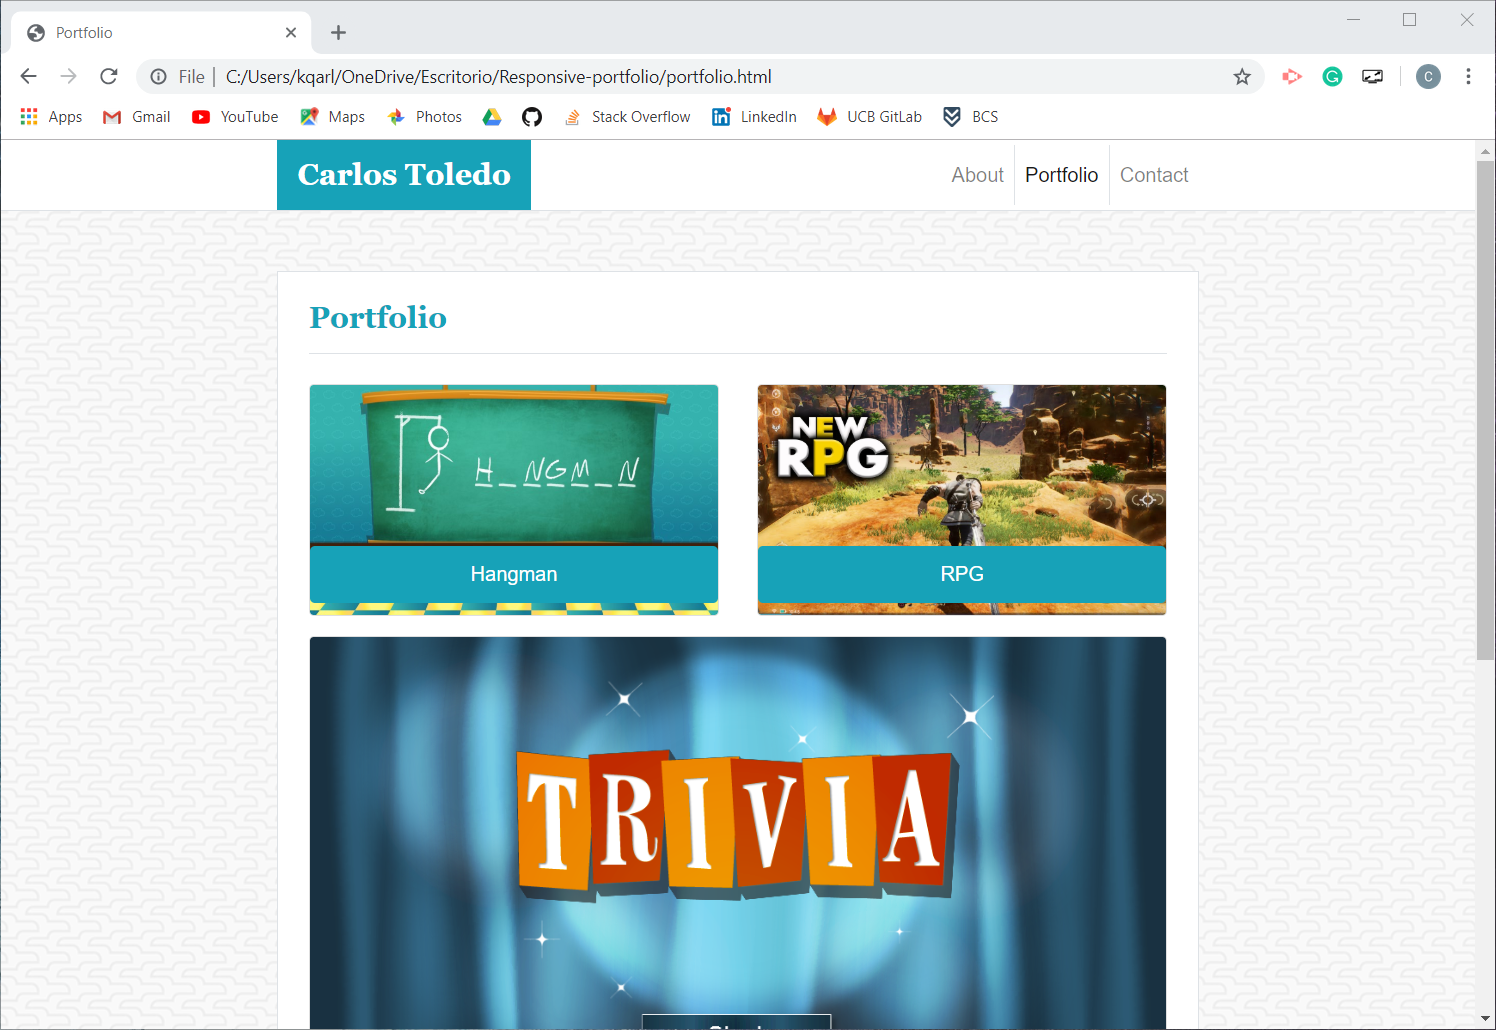 Portfolio
File | C:/Users/kqarl/OneDrive/Escritorio/Responsive-portfolio/portfolio.html
C
Apps Gmail YouTube Maps Photos Stack Overflow LinkedIn UCB GitLab BCS
Carlos Toledo
About Portfolio Contact
Portfolio
H_NGM_N
NEW
RPG
Hangman
RPG
TRIVIA